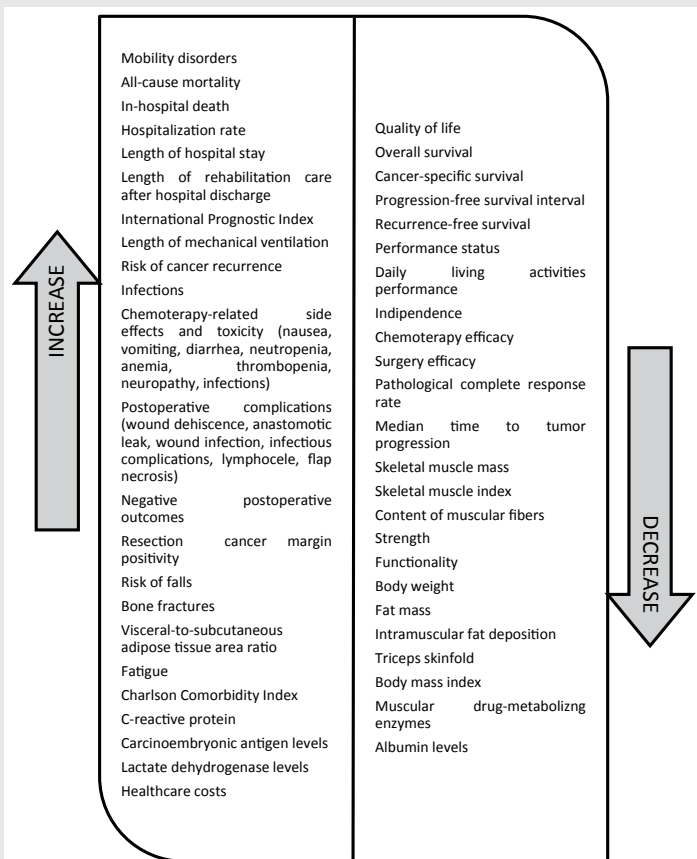 INCREASE
Mobility disorders
All-cause mortality
In-hospital death
Hospitalization rate
Length of hospital stay
Length of rehabilitation care
after hospital discharge
International Prognostic Index
Length of mechanical ventilation
Risk of cancer recurrence
Infections
Chemoterapy-related side
effects and toxicity (nausea,
vomiting, diarrhea, neutropenia,
anemia, thrombopenia,
neuropathy, infections)
Postoperative complications
(wound dehiscence, anastomotic
leak, wound infection, infectious
complications, lymphocele, flap
necrosis)
Negative postoperative
outcomes
Resection cancer margin
positivity
Risk of falls
Bone fractures
Visceral-to-subcutaneous
adipose tissue area ratio
Fatigue
Charlson Comorbidity Index
C-reactive protein
Carcinoembryonic antigen levels
Lactate dehydrogenase levels
Healthcare costs
Quality of life
Overall survival
Cancer-specific survival
Progression-free survival interval
Recurrence-free survival
Performance status
Daily living activities
performance
Indipendence
Chemoterapy efficacy
Surgery efficacy
Pathological complete response
rate
Median time to tumor
progression
Skeletal muscle mass
Skeletal muscle index
Content of muscular fibers
Strength
Functionality
Body weight
Fat mass
Intramuscular fat deposition
Triceps skinfold
Body mass index
Muscular drug-metabolizng
enzymes
Albumin levels
DECREASE